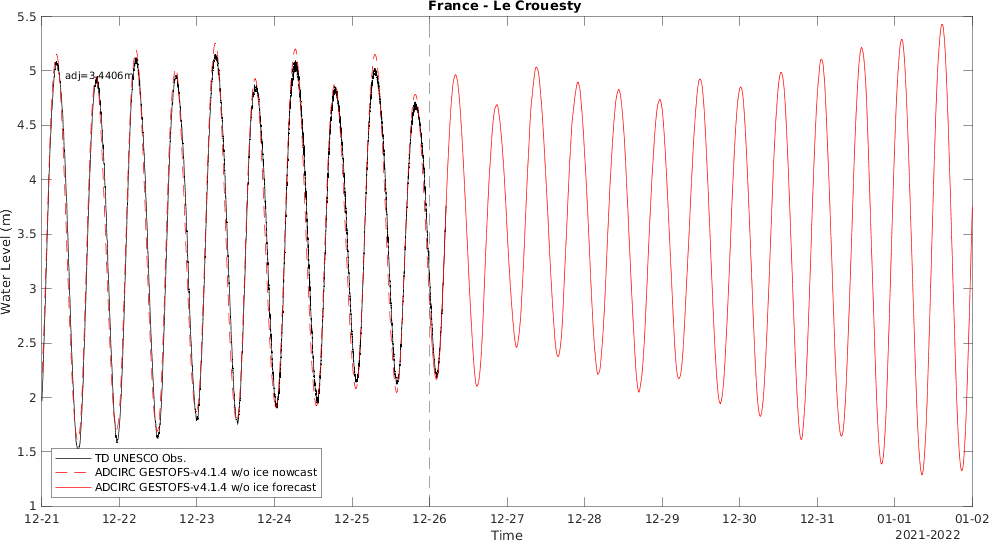 France - Le Crouesty
5.5
5
4.5
4
3.5
3
2.5
2
1.5
1
Water Level (m)
adj=3.4406m
TD UNESCO Obs.
ADCIRC GESTOFS-v4.1.4 w/o ice nowcast
ADCIRC GESTOFS-v4.1.4 w/o ice forecast
12-21 12-22 12-23 12-24 12-25 12-26 12-27 12-28 12-29 12-30 12-31 01-01 01-02
Time
2021-2022